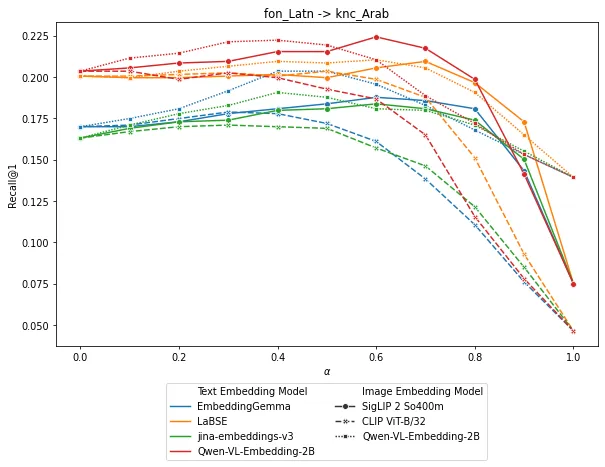 fon_Latn -> knc_Arab
Recall@1
0.225
0.200
0.175
0.150
0.125
0.100
0.075
0.050
0.0 0.2 0.4 0.6 0.8 1.0
α
Text Embedding Model
EmbeddingGemma
LaBSE
jina-embeddings-v3
Qwen-VL-Embedding-2B
Image Embedding Model
SigLIP 2 So400m
CLIP ViT-B/32
Qwen-VL-Embedding-2B